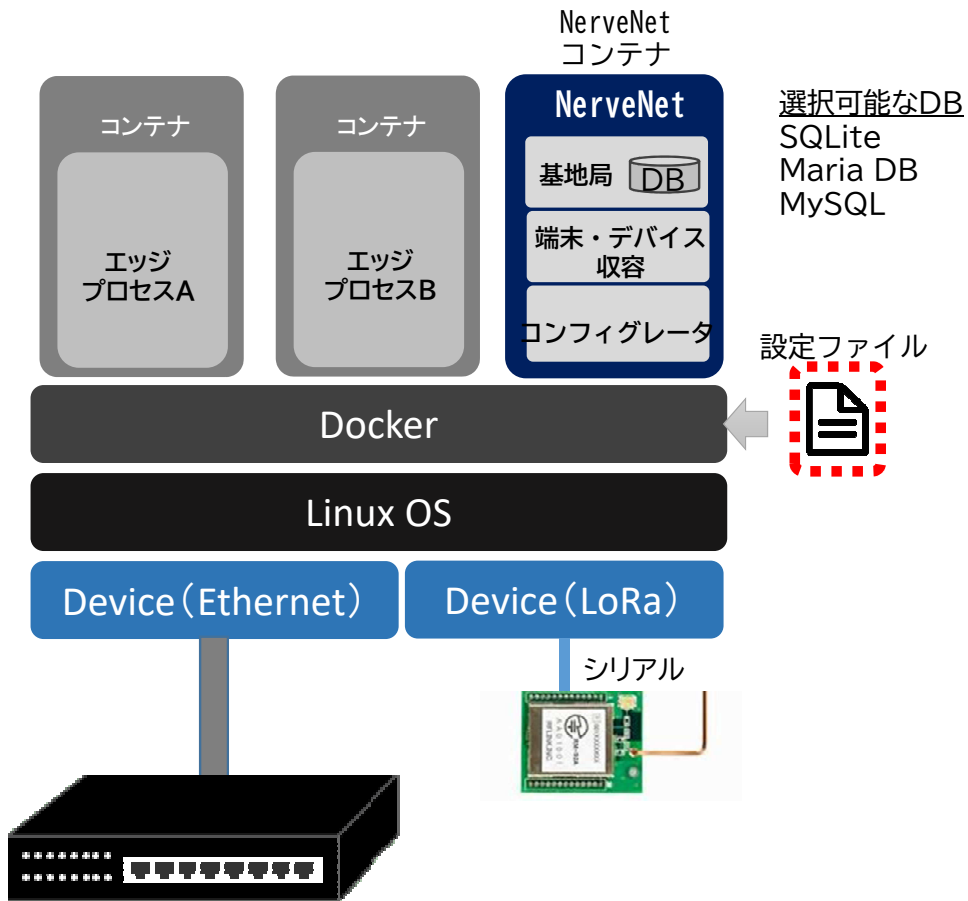 NerveNet
コンテナ
コンテナ
エッジ
プロセスA
コンテナ
エッジ
プロセスB
NerveNet
基地局
DB
端末・デバイス
収容
コンフィグレータ
選択可能なDB
SQLite
Maria DB
MySQL
設定ファイル
Docker
Linux OS
Device（Ethernet）
Device（LoRa）
シリアル